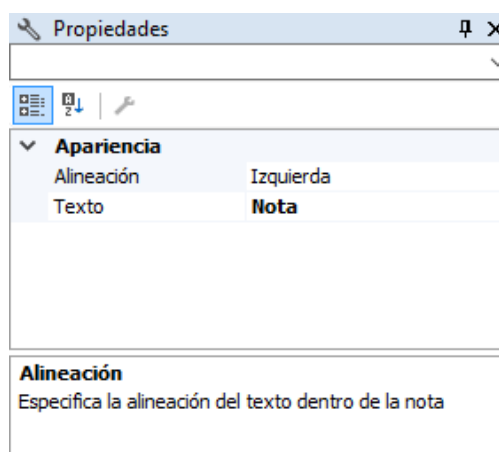 Propiedades
Apariencia
Alineación Izquierda
Texto Nota
Alineación
Especifica la alineación del texto dentro de la nota